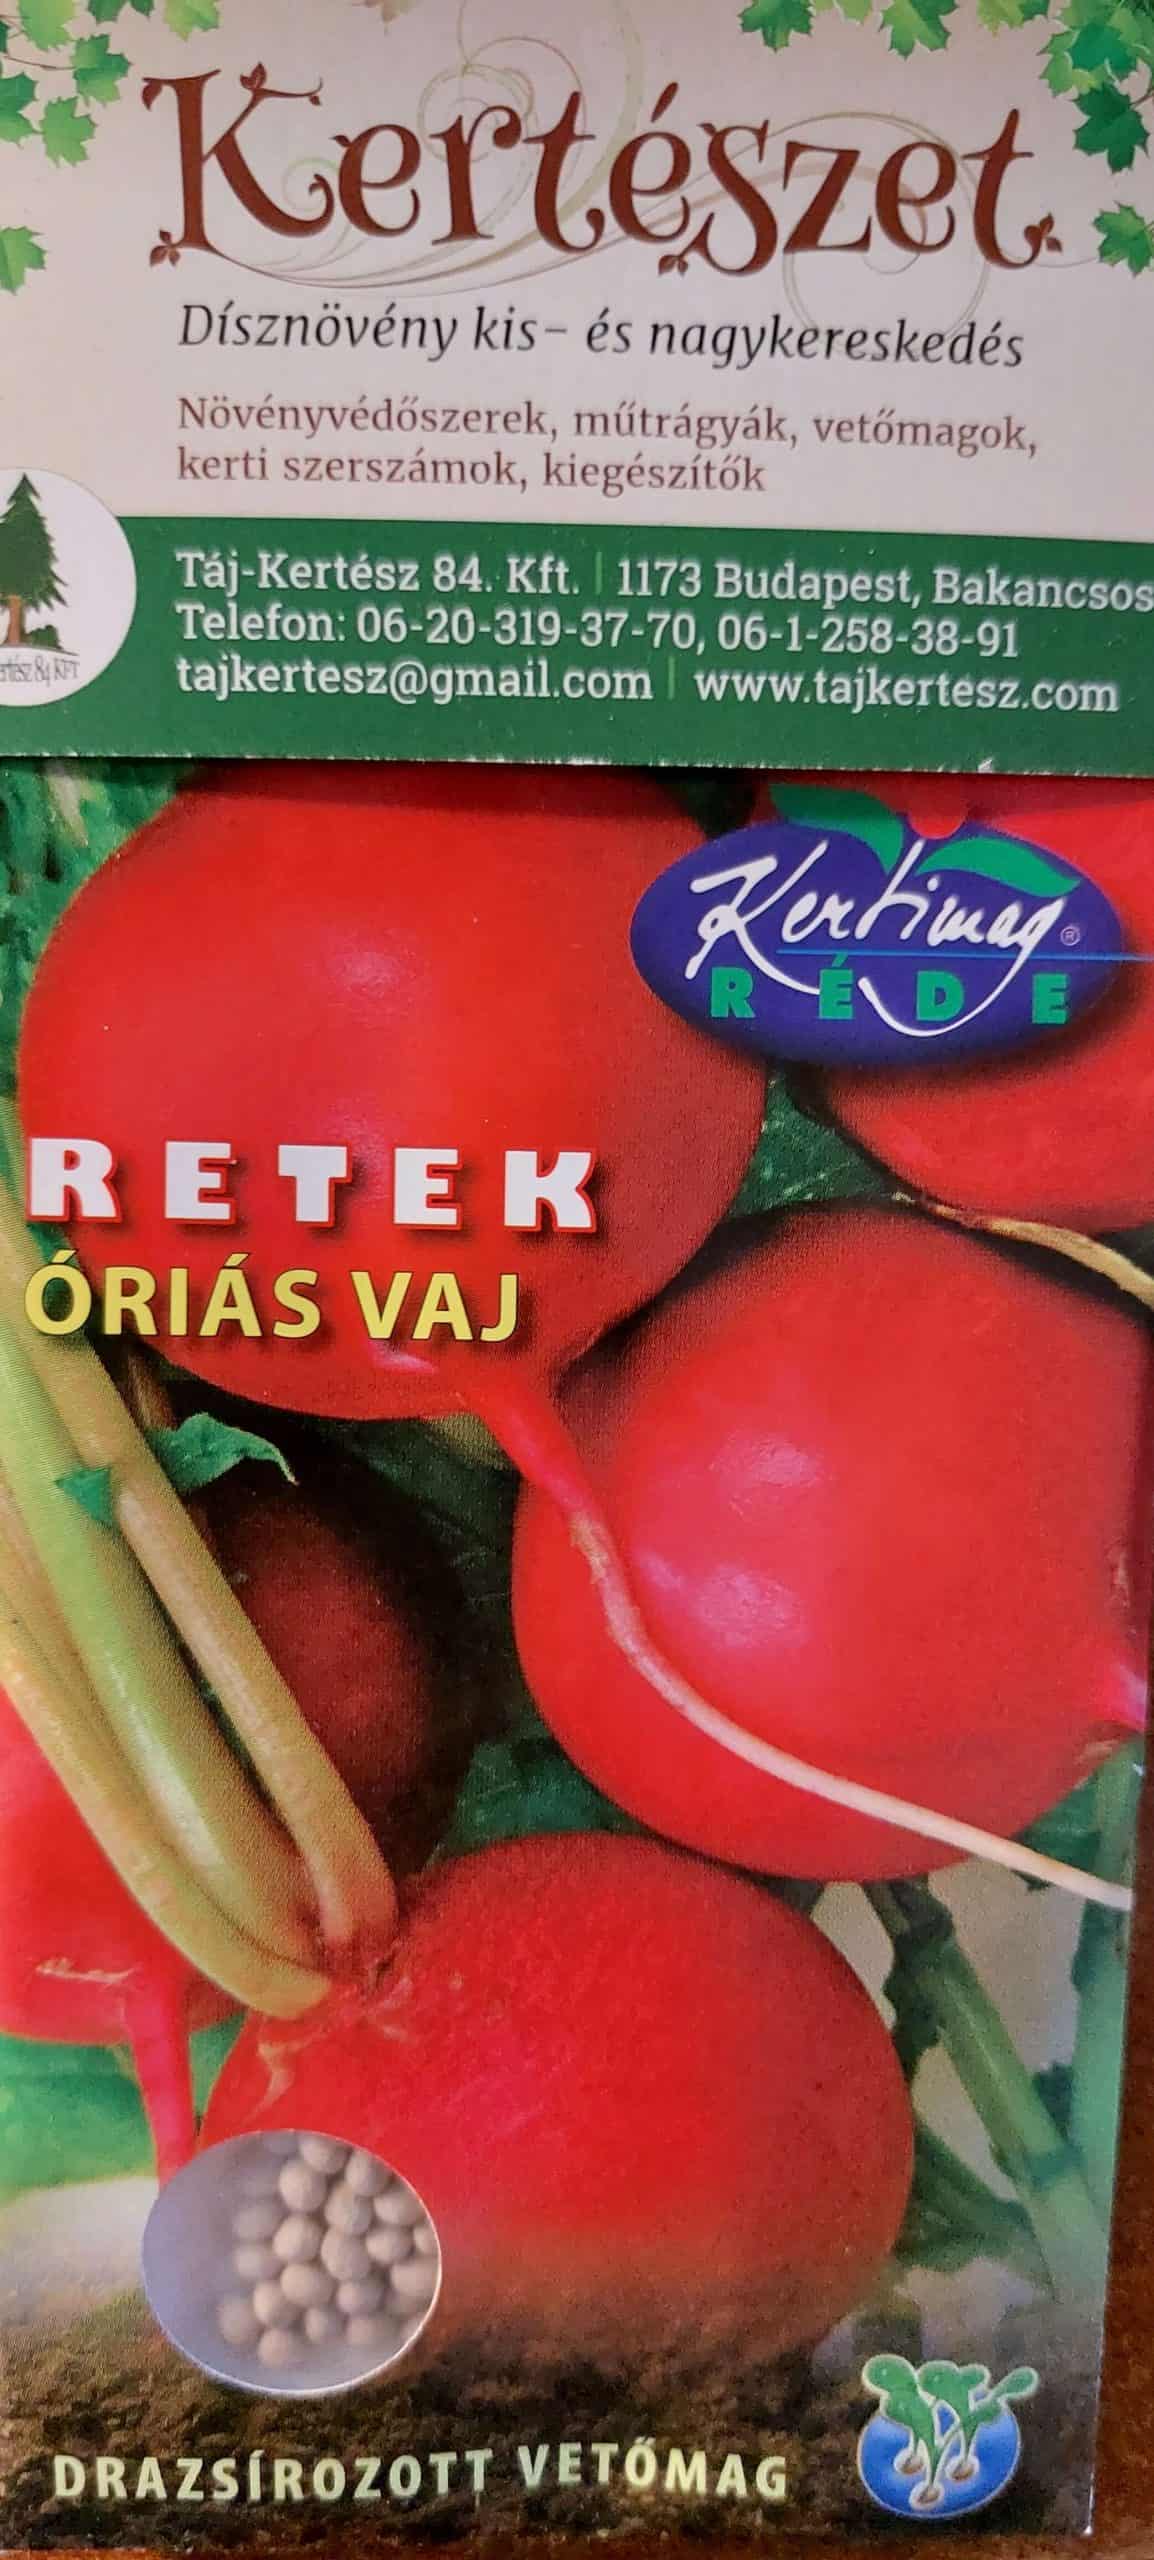 Kertészet
Dísznövény kis- és nagykereskedés
Növényvédőszerek, műtrágyák, vetőmagok,
kerti szerszámok, kiegészítők
Táj-Kertész 84. Kft. | 1173 Budapest, Bakancsos
Telefon: 06-20-319-37-70, 06-1-258-38-91
tajkertesz@gmail.com | www.tajkertesz.com
84 KFT
Kertimag®
RÉDE
RETEK
ÓRIÁS VAJ
DRAZSÍROZOTT VETŐMAG